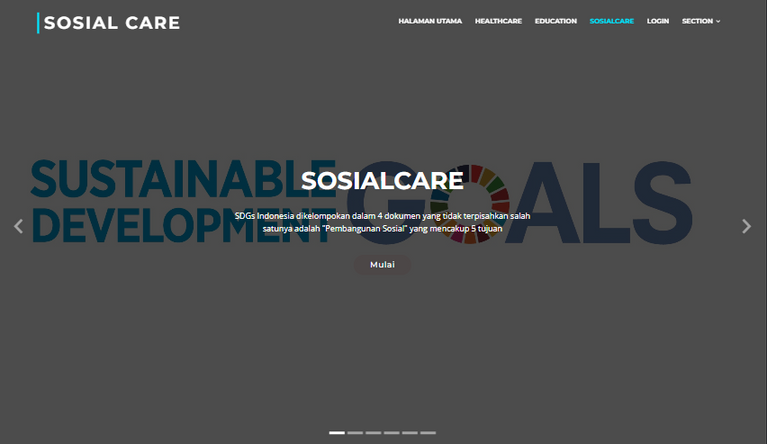 SOSIAL CARE
HALAMAN UTAMA HEALTHCARE EDUCATION SOSIALCARE LOGIN SECTION
SUSTAINABLE
DEVELOPMENT
GOALS
SOSIALCARE
SDGs Indonesia dikelompokan dalam 4 dokumen yang tidak terpisahkan salah
satunya adalah "Pembangunan Sosial" yang mencakup 5 tujuan
Mulai